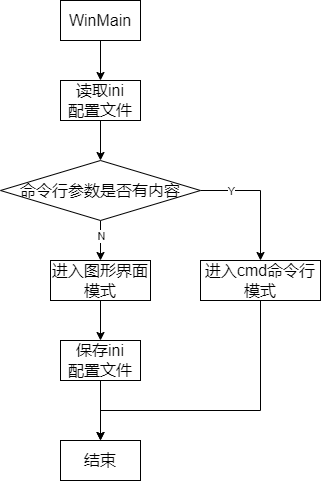 WinMain
读取ini
配置文件
命令行参数是否有内容
Y
N
进入图形界面
模式
进入cmd命令行
模式
保存ini
配置文件
结束